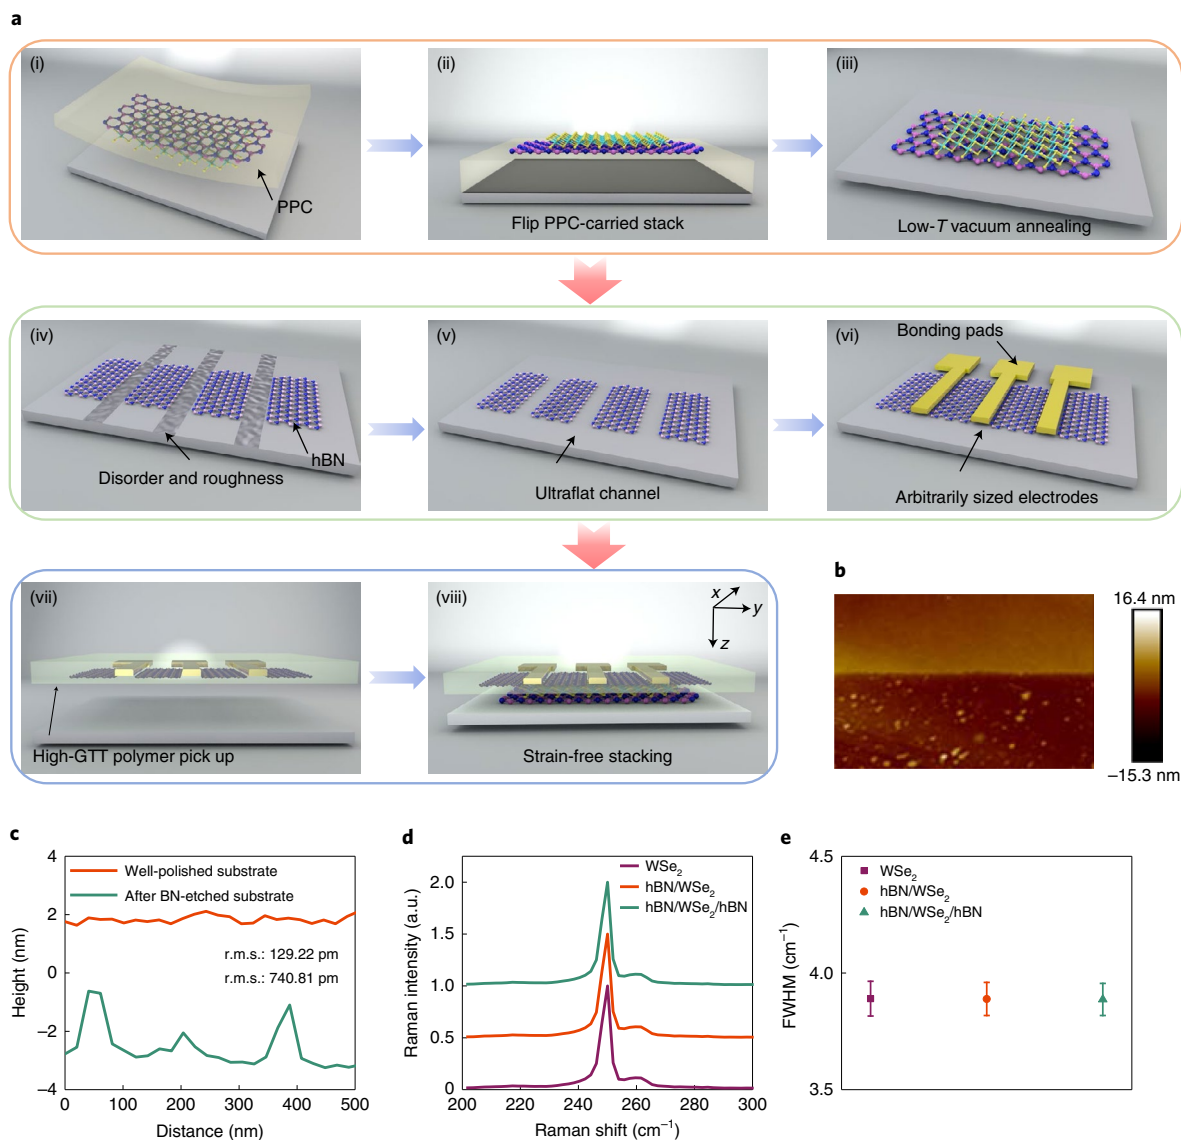 a
(i)
PPC
(ii)
Flip PPC-carried stack
(iii)
Low-T vacuum annealing
(iv)
Disorder and roughness
hBN
(v)
Ultraflat channel
(vi)
Bonding pads
Arbitrarily sized electrodes
(vii)
High-GTT polymer pick up
(viii)
x
y
z
Strain-free stacking
b
16.4 nm
–15.3 nm
c
Height (nm)
4
2
0
–2
–4
Well-polished substrate
After BN-etched substrate
r.m.s.: 129.22 pm
r.m.s.: 740.81 pm
0 100 200 300 400 500
Distance (nm)
d
Raman intensity (a.u.)
2.0
1.5
1.0
0.5
0
WSe₂
hBN/WSe₂
hBN/WSe₂/hBN
200 220 240 260 280 300
Raman shift (cm⁻¹)
e
FWHM (cm⁻¹)
4.5
4.0
3.5
WSe₂
hBN/WSe₂
hBN/WSe₂/hBN